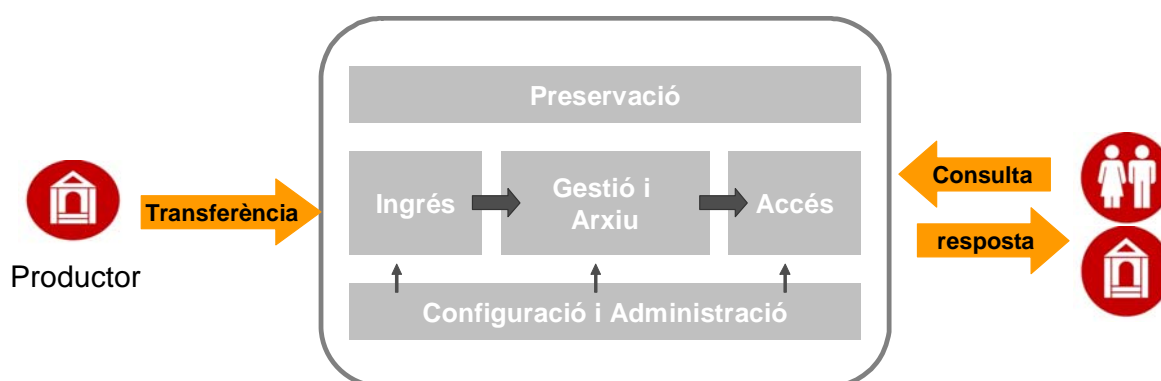 Preservació
Ingrés
Gestió i
Arxiu
Accés
Configuració i Administració
Transferència
Productor
Consulta
resposta